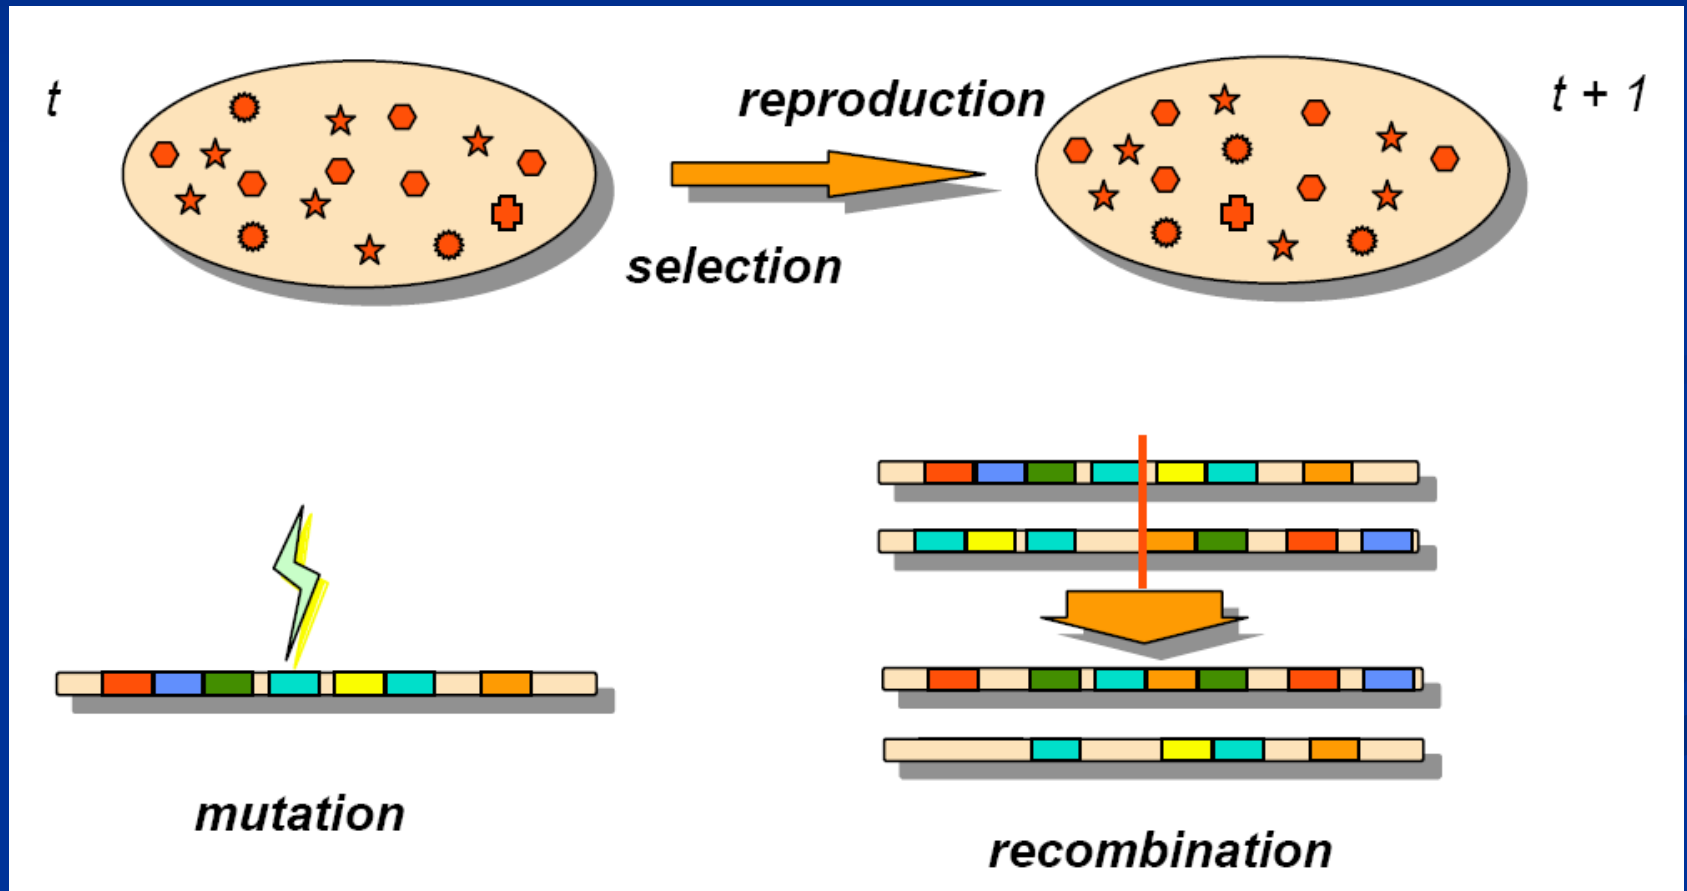 t
reproduction
t + 1
selection
mutation
recombination